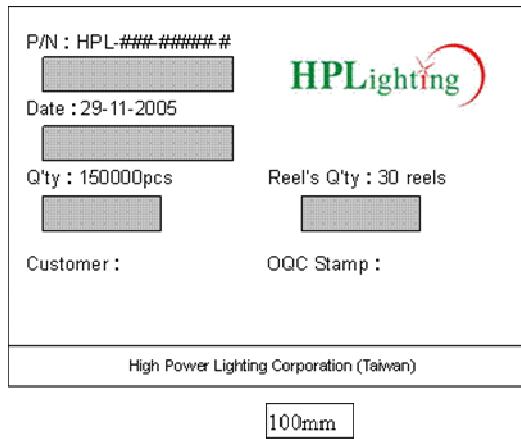 P/N : HPL-###-#####-#
HPLighting
Date : 29-11-2005
Q'ty : 150000pcs
Reel's Q'ty : 30 reels
Customer :
OQC Stamp :
High Power Lighting Corporation (Taiwan)
100mm